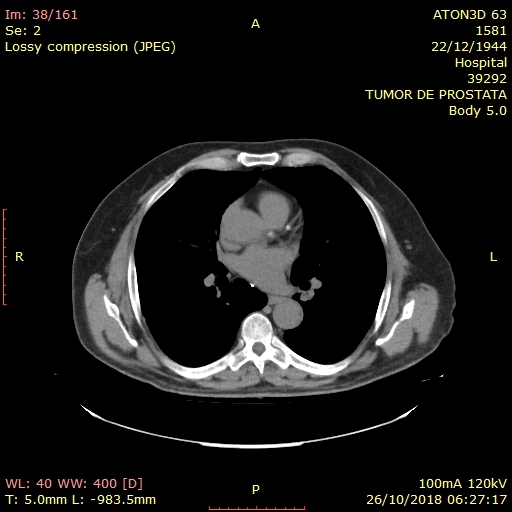 Im: 38/161
Se: 2
Lossy compression (JPEG)
A
ATON3D 63
1581
22/12/1944
Hospital
39292
TUMOR DE PROSTATA
Body 5.0
R
L
WL: 40 WW: 400 [D]
T: 5.0mm L: -983.5mm
P
100mA 120kV
26/10/2018 06:27:17